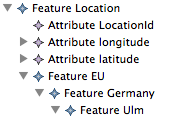 Feature Location
Attribute LocationId
Attribute longitude
Attribute latitude
Feature EU
Feature Germany
Feature Ulm